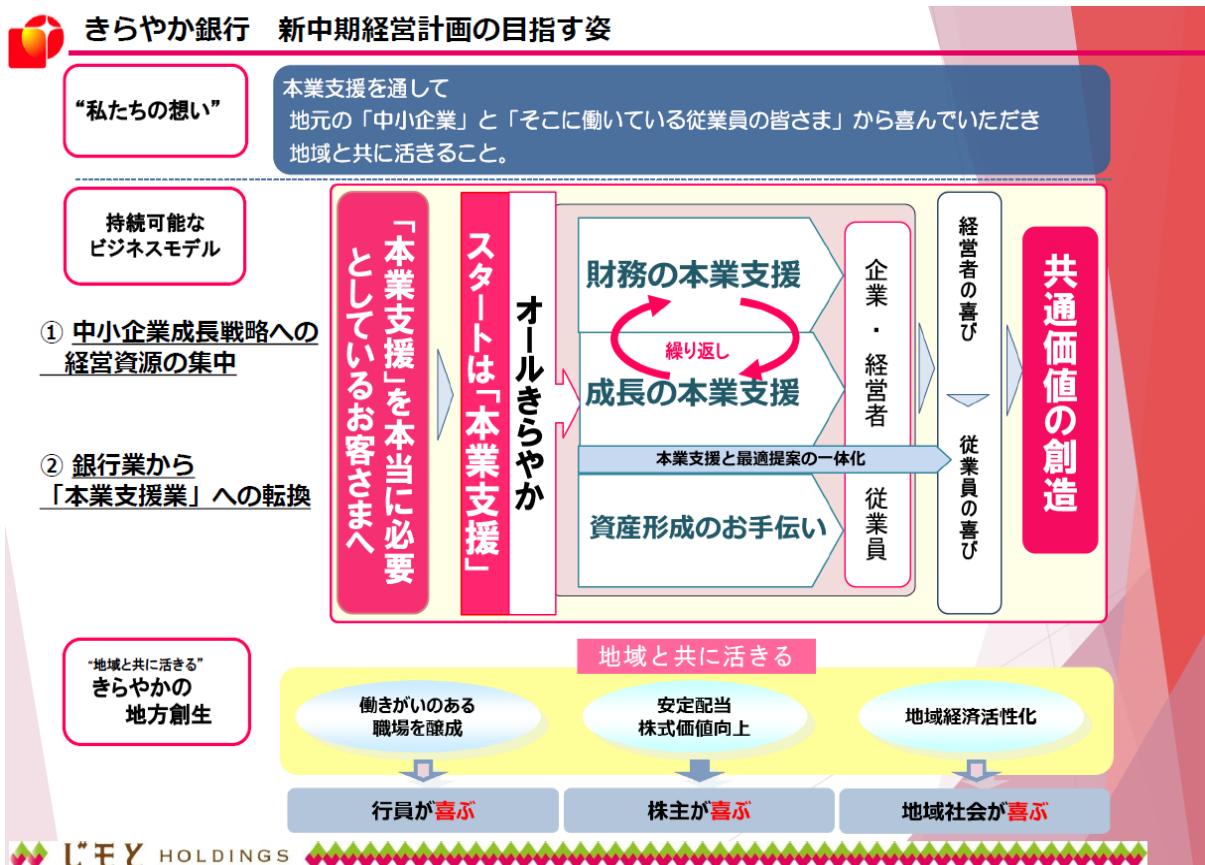 きらやか銀行 新中期経営計画の目指す姿
“私たちの想い”
本業支援を通して
地元の「中小企業」と「そこに働いている従業員の皆さま」から喜んでいただき
地域と共に活きること。
持続可能な
ビジネスモデル
① 中小企業成長戦略への
経営資源の集中
② 銀行業から
「本業支援業」への転換
「本業支援」を本当に必要
としているお客さまへ
スタートは「本業支援」
オールきらやか
財務の本業支援
繰り返し
成長の本業支援
本業支援と最適提案の一体化
資産形成のお手伝い
企業・経営者
従業員
経営者の喜び
従業員の喜び
共通価値の創造
“地域と共に活きる”
きらやかの
地方創生
地域と共に活きる
働きがいのある
職場を醸成
安定配当
株式価値向上
地域経済活性化
行員が喜ぶ
株主が喜ぶ
地域社会が喜ぶ
じモト HOLDINGS